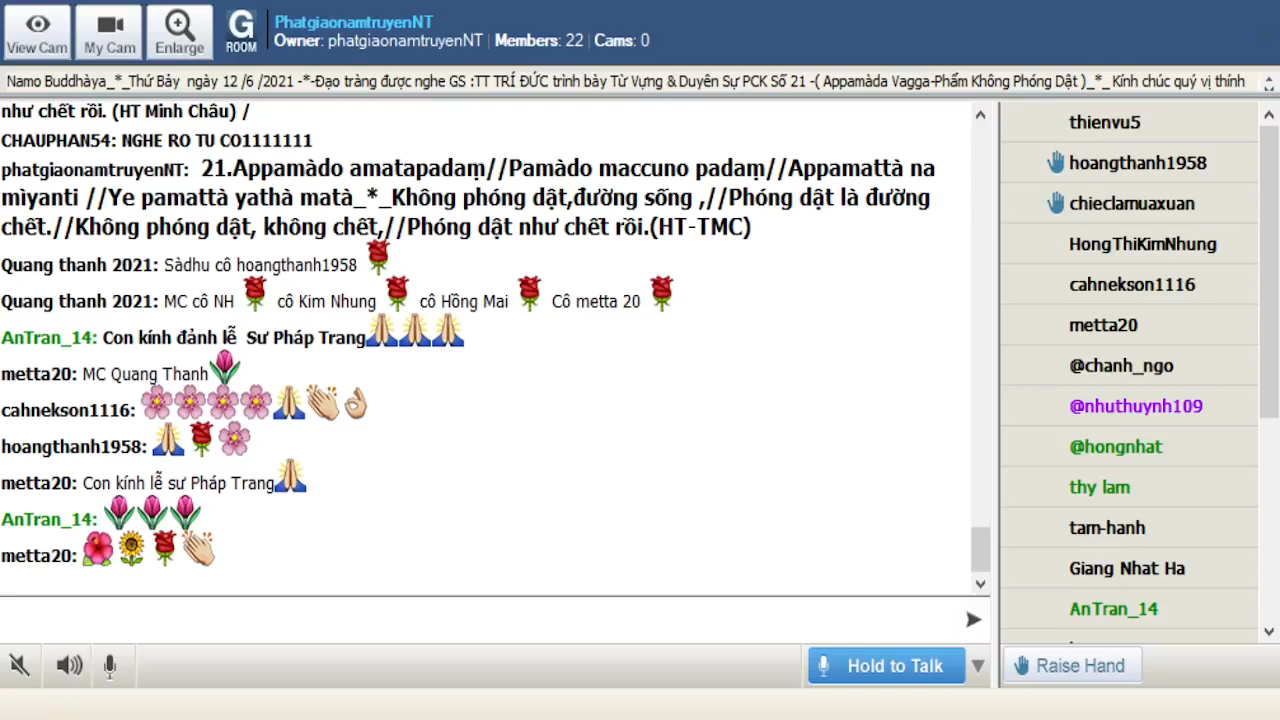 View Cam
My Cam
Enlarge
G
ROOM
PhatgiaonamtruyenNT
Owner: phatgiaonamtruyenNT | Members: 22 | Cams: 0
Namo Buddhàya_*_Thứ Bảy ngày 12 /6 /2021 -*-Đạo tràng được nghe GS :TT TRÍ ĐỨC trình bày Từ Vựng & Duyên Sự PCK Số 21 -( Appamàda Vagga-Phẩm Không Phóng Dật )_*_ Kính chúc quý vị thính
như chết rồi. (HT Minh Châu) /
CHAUPHAN54: NGHE RO TU CO1111111
phatgiaonamtruyenNT: 21.Appamàdo amatapadaṃ//Pamàdo maccuno padaṃ//Appamattà na
mìyanti //Ye pamattà yathà matà_*_Không phóng dật,đường sống ,//Phóng dật là đường
chết.//Không phóng dật, không chết,//Phóng dật như chết rồi.(HT-TMC)
Quang thanh 2021: Sàdhu cô hoangthanh1958
Quang thanh 2021: MC cô NH cô Kim Nhung cô Hồng Mai Cô metta 20
AnTran_14: Con kính đảnh lễ Sư Pháp Trang
metta20: MC Quang Thanh
cahnekson1116:
hoangthanh1958:
metta20: Con kính lễ sư Pháp Trang
AnTran_14:
metta20:
thienvu5
hoangthanh1958
chieclamuaxuan
HongThiKimNhung
cahnekson1116
metta20
@chanh_ngo
@nhuthuynh109
@hongnhat
thy lam
tam-hanh
Giang Nhat Ha
AnTran_14
Hold to Talk
Raise Hand